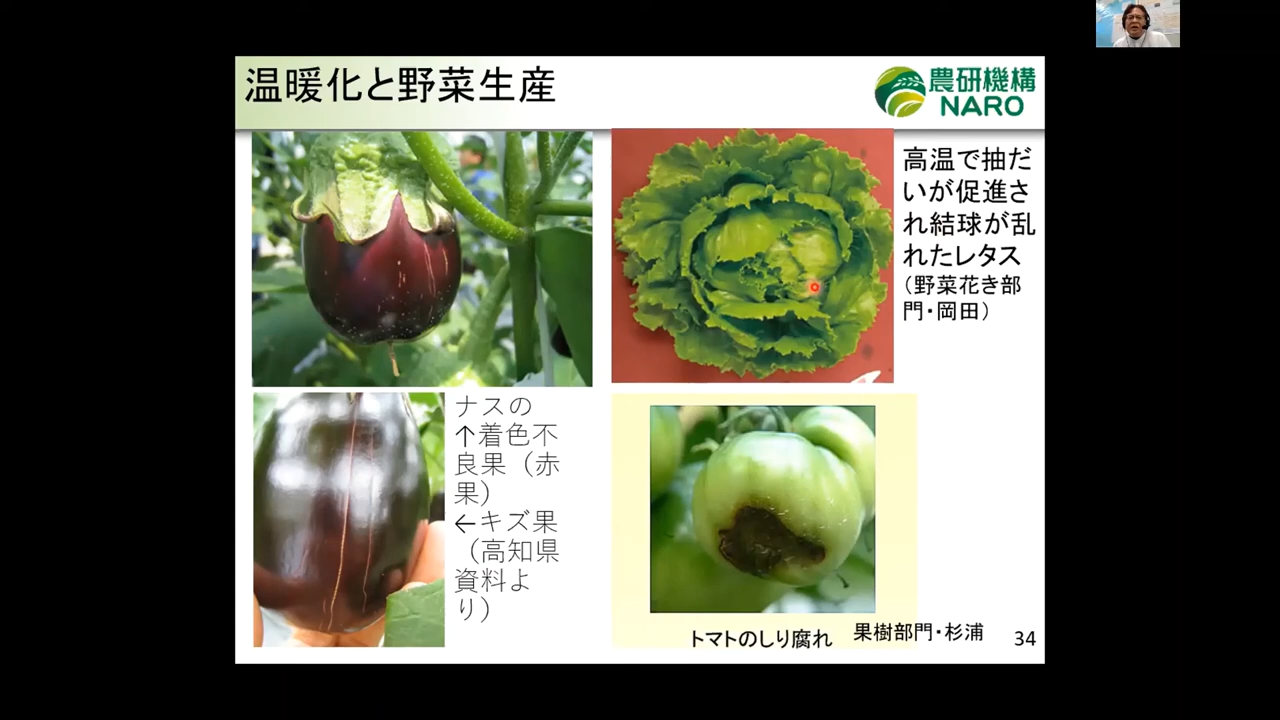 温暖化と野菜生産
農研機構
NARO
高温で抽だ
いが促進さ
れ結球が乱
れたレタス
（野菜花き部
門・岡田）
ナスの
↑着色不
良果（赤
果）
←キズ果
（高知県
資料よ
り）
トマトのしり腐れ
果樹部門・杉浦
34